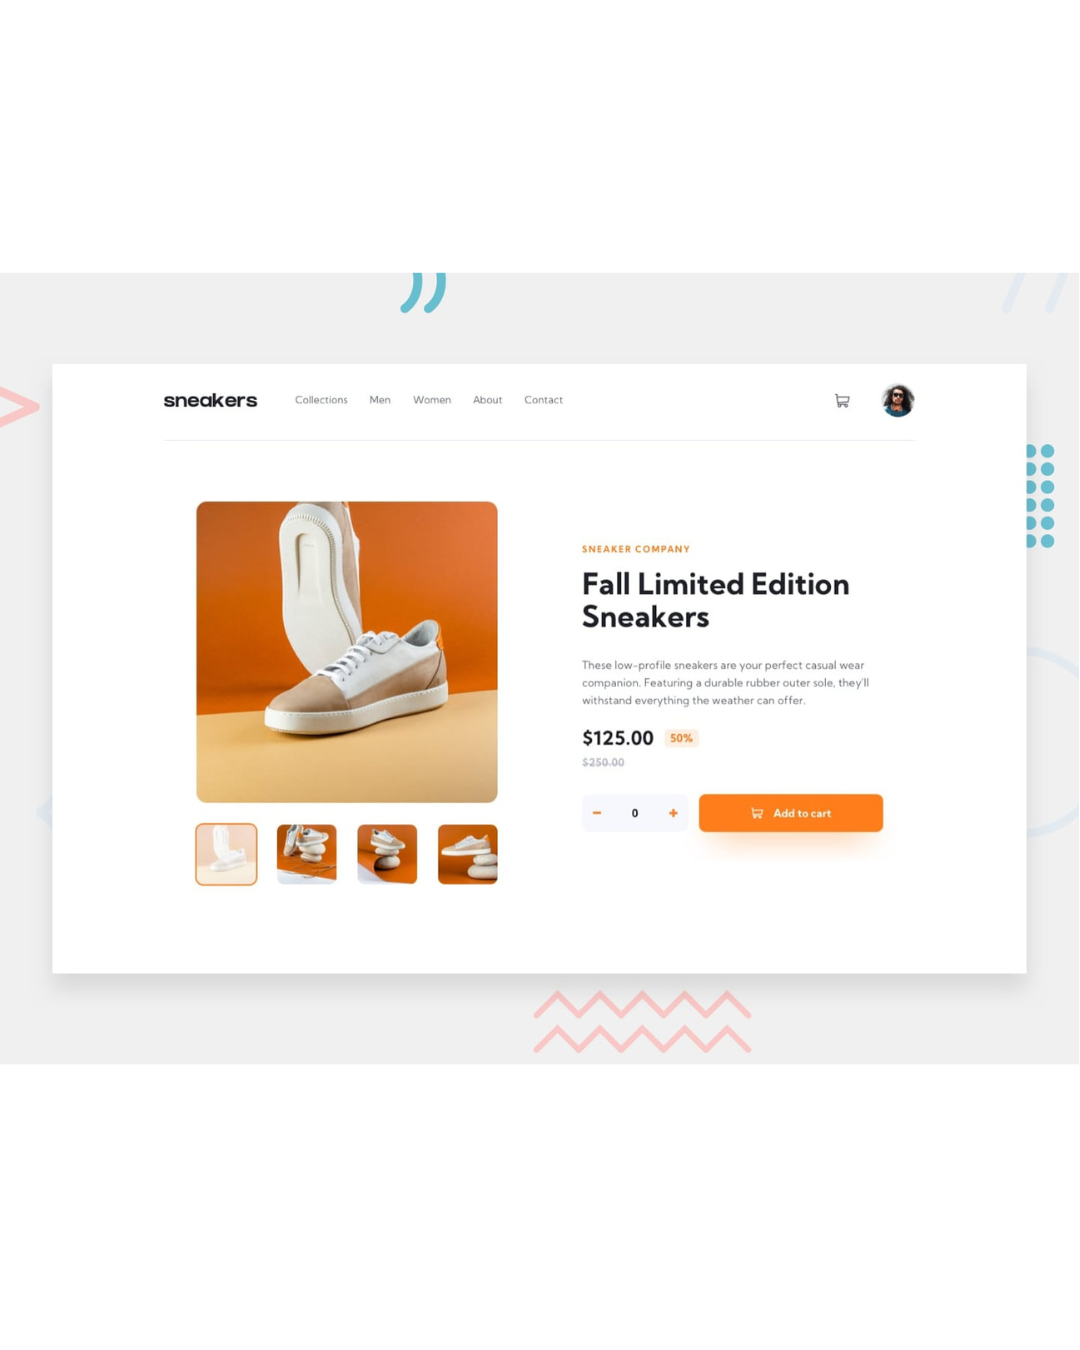 sneakers
Collections Men Women About Contact
SNEAKER COMPANY
Fall Limited Edition
Sneakers
These low-profile sneakers are your perfect casual wear
companion. Featuring a durable rubber outer sole, they'll
withstand everything the weather can offer.
$125.00 50%
$250.00
− 0 + Add to cart